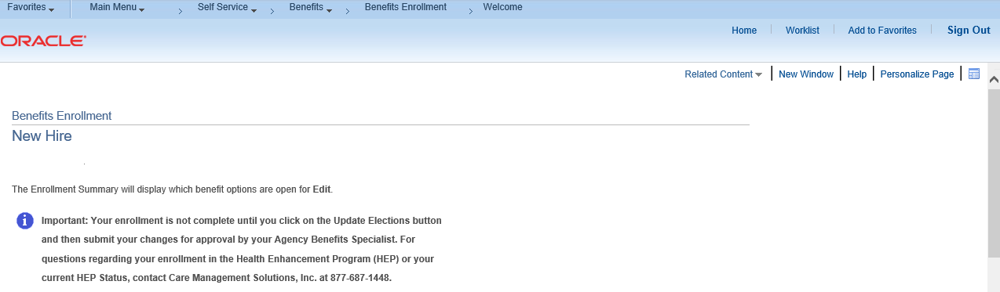 Favorites Main Menu Self Service Benefits Benefits Enrollment Welcome
ORACLE
Home Worklist Add to Favorites Sign Out
Related Content New Window Help Personalize Page
Benefits Enrollment
New Hire
The Enrollment Summary will display which benefit options are open for Edit.
Important: Your enrollment is not complete until you click on the Update Elections button
and then submit your changes for approval by your Agency Benefits Specialist. For
questions regarding your enrollment in the Health Enhancement Program (HEP) or your
current HEP Status, contact Care Management Solutions, Inc. at 877-687-1448.